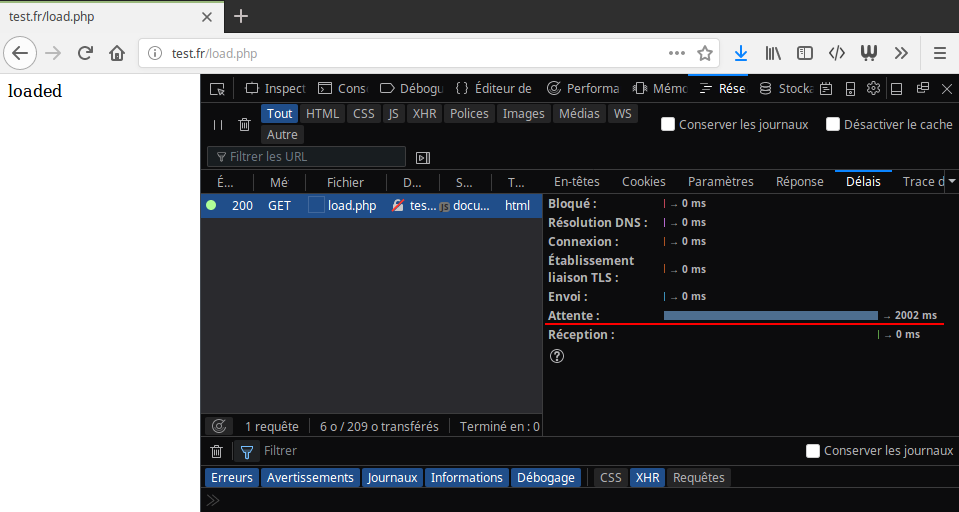 test.fr/load.php
test.fr/load.php
loaded
Inspect Cons Débogu Éditeur de Performa Mémo Rése Stocka
Tout HTML CSS JS XHR Polices Images Médias WS
Autre
Conserver les journaux Désactiver le cache
Filtrer les URL
É... Mé Fichier D... S... T...
200 GET load.php tes... JS docu... html
En-têtes Cookies Paramètres Réponse Délais Trace d
Bloqué : → 0 ms
Résolution DNS : → 0 ms
Connexion : → 0 ms
Établissement
liaison TLS : → 0 ms
Envoi : → 0 ms
Attente : → 2002 ms
Réception : → 0 ms
1 requête 6 o / 209 o transférés Terminé en : 0
Filtrer Conserver les journaux
Erreurs Avertissements Journaux Informations Débogage CSS XHR Requêtes